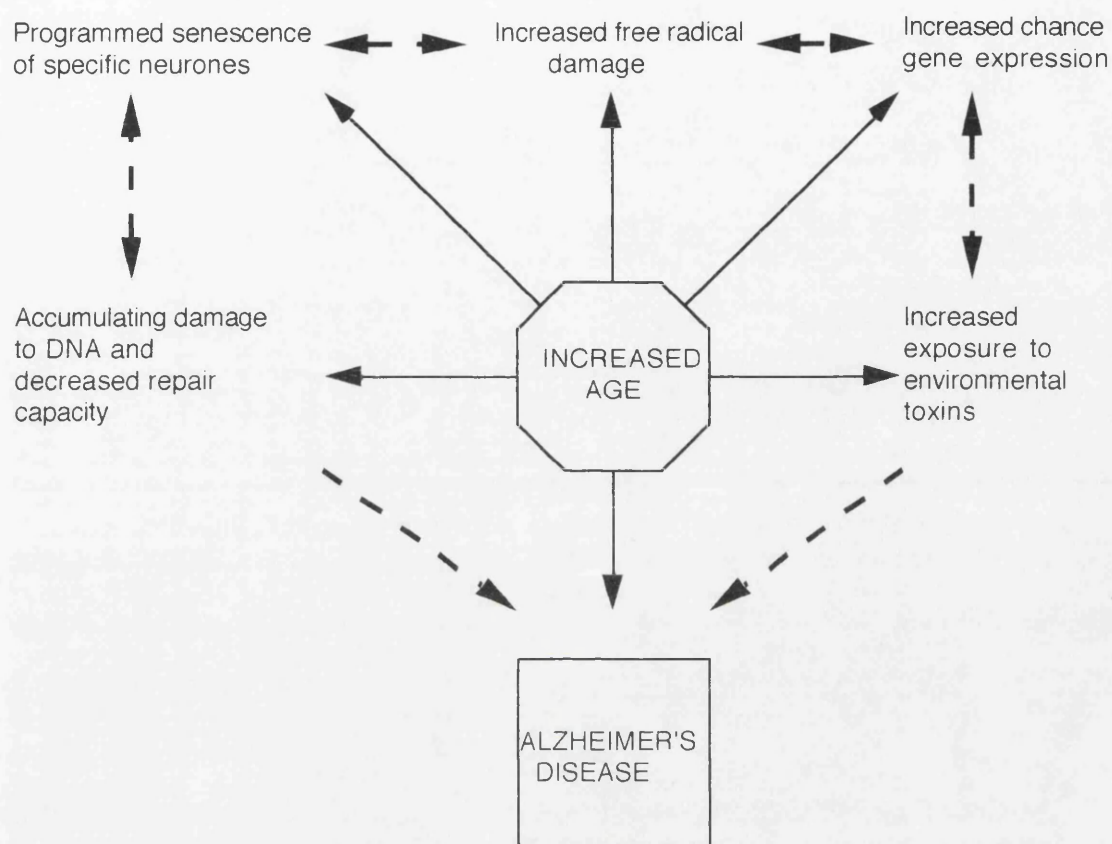 Programmed senescence
of specific neurones
Increased free radical
damage
Increased chance
gene expression
Accumulating damage
to DNA and
decreased repair
capacity
INCREASED
AGE
Increased
exposure to
environmental
toxins
ALZHEIMER'S
DISEASE